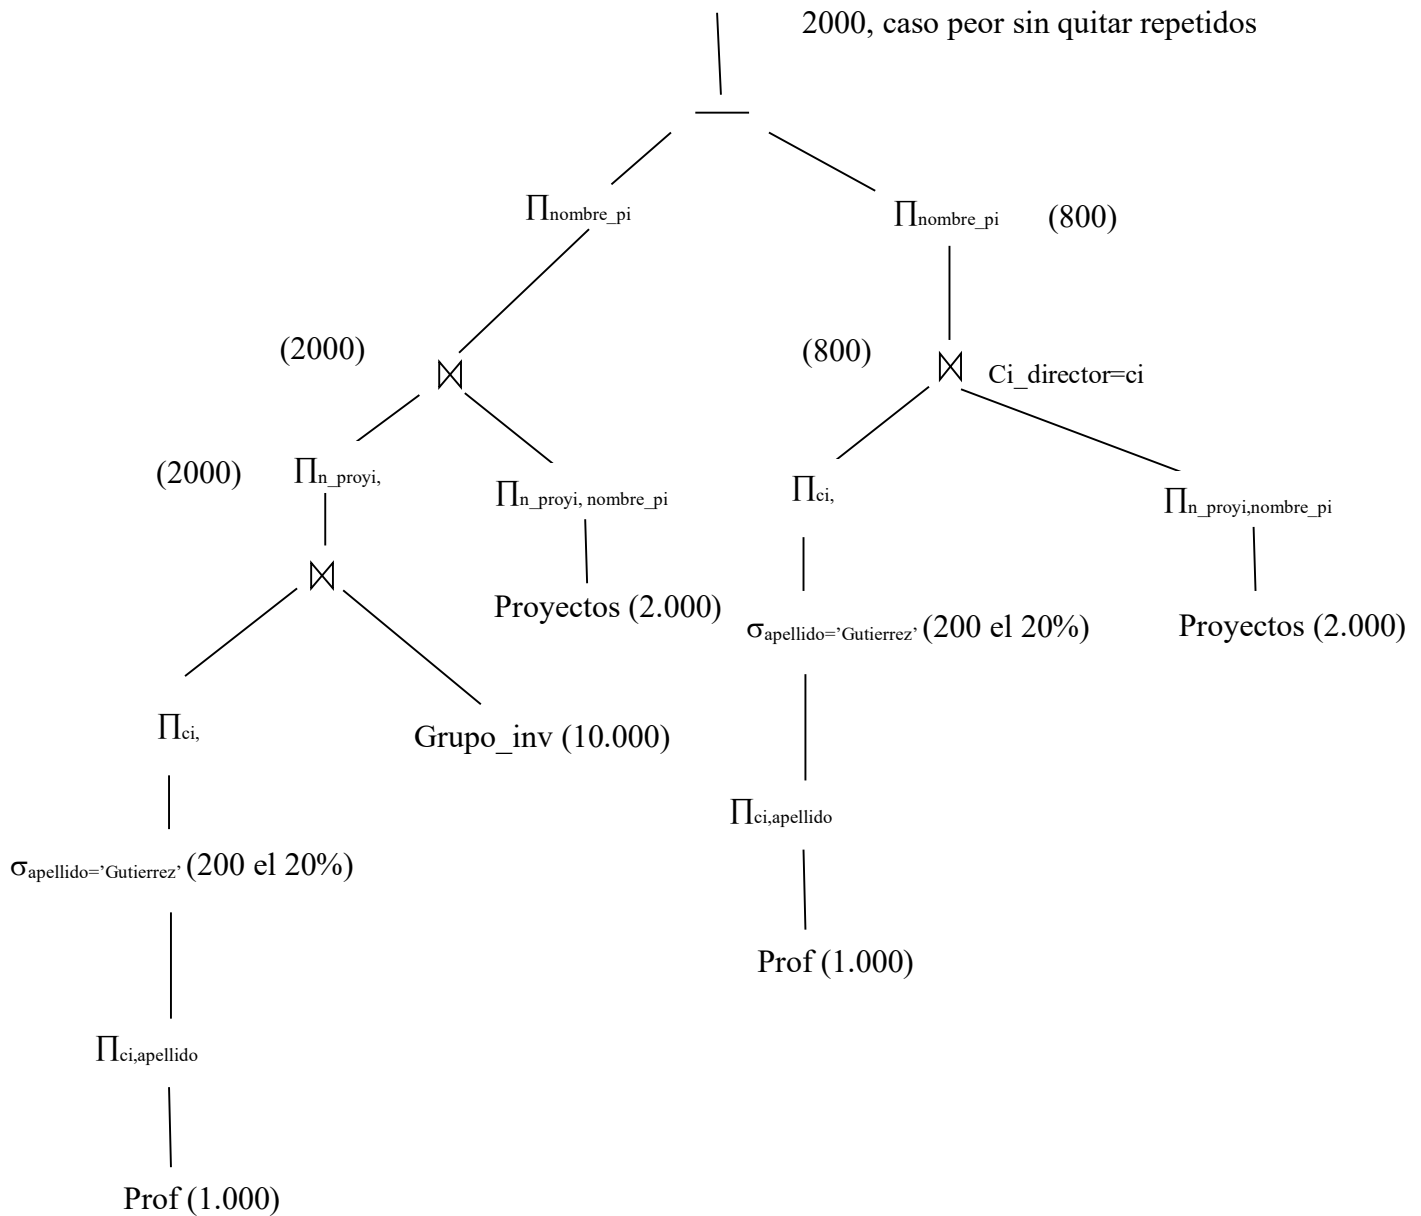 2000, caso peor sin quitar repetidos
—
∏nombre_pi
∏nombre_pi (800)
(2000) ⋈
(800) ⋈ Ci_director=ci
(2000) ∏n_proyi,
∏n_proyi, nombre_pi
∏ci,
∏n_proyi,nombre_pi
⋈
Proyectos (2.000)
σapellido=’Gutierrez’ (200 el 20%)
Proyectos (2.000)
∏ci,
Grupo_inv (10.000)
∏ci,apellido
σapellido=’Gutierrez’ (200 el 20%)
Prof (1.000)
∏ci,apellido
Prof (1.000)